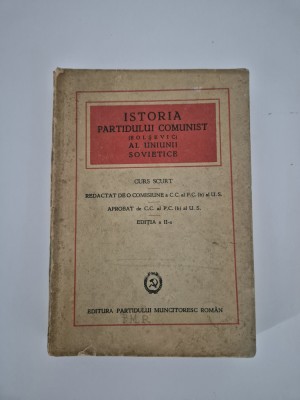 ISTORIA
PARTIDULUI COMUNIST
(BOLȘEVIC)
AL UNIUNII
SOVIETICE
CURS SCURT
REDACTAT DE O COMISIUNE a C.C. al P.C. (b) al U.S.
APROBAT de C.C. al P.C. (b) al U.S.
EDIȚIA a II-a
EDITURA PARTIDULUI MUNCITORESC ROMÂN